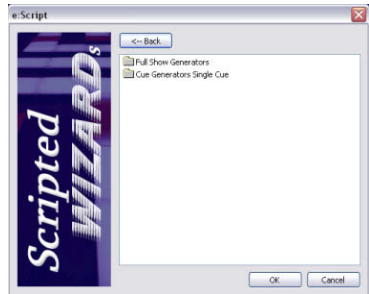 e:Script
<-- Back
Full Show Generators
Cue Generators Single Cue
Scripted
WIZARDs
OK
Cancel